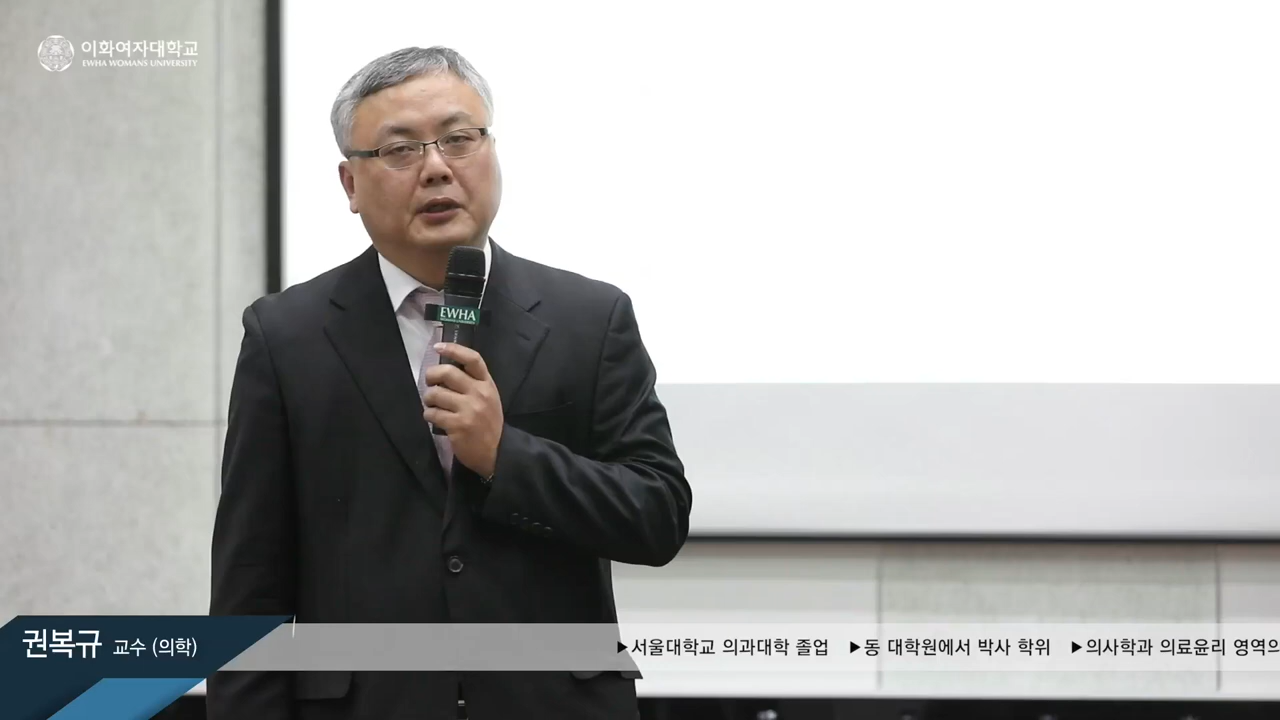 이화여자대학교
EWHA WOMANS UNIVERSITY
EWHA
권복규 교수 (의학)
▶서울대학교 의과대학 졸업 ▶동 대학원에서 박사 학위 ▶의사학과 의료윤리 영역의